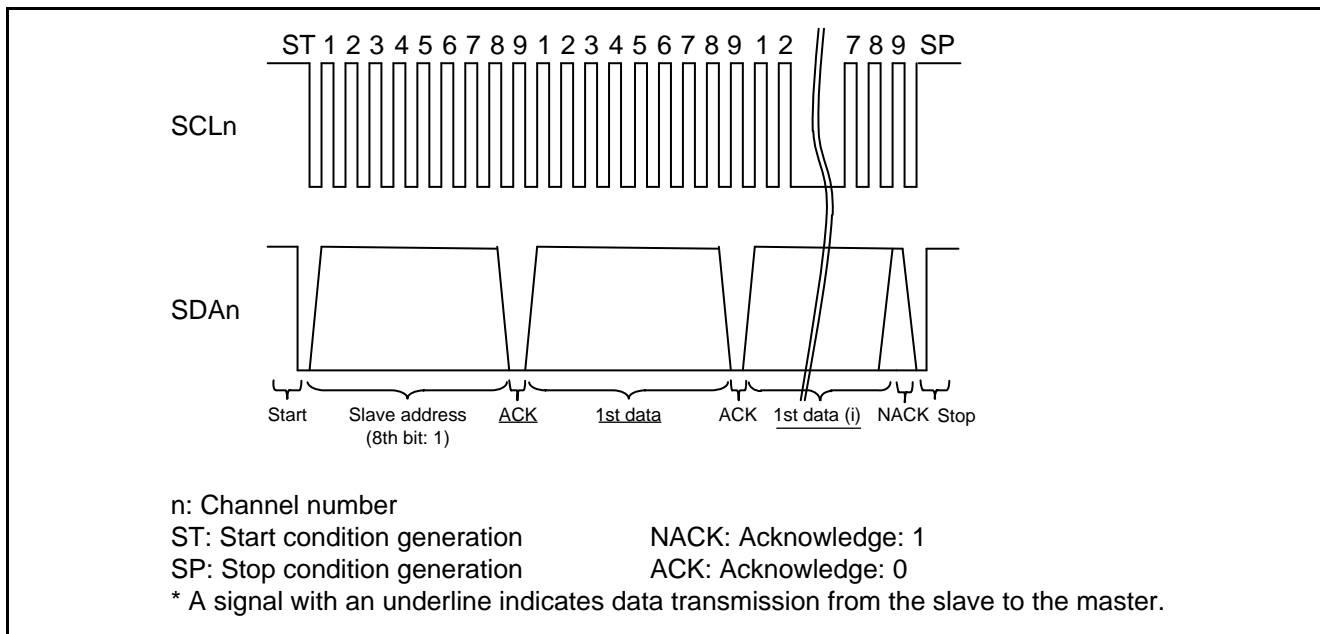 ST 1 2 3 4 5 6 7 8 9 1 2 3 4 5 6 7 8 9 1 2 7 8 9 SP
SCLn
SDAn
Start Slave address ACK 1st data ACK 1st data (i) NACK Stop
(8th bit: 1)
n: Channel number
ST: Start condition generation NACK: Acknowledge: 1
SP: Stop condition generation ACK: Acknowledge: 0
* A signal with an underline indicates data transmission from the slave to the master.